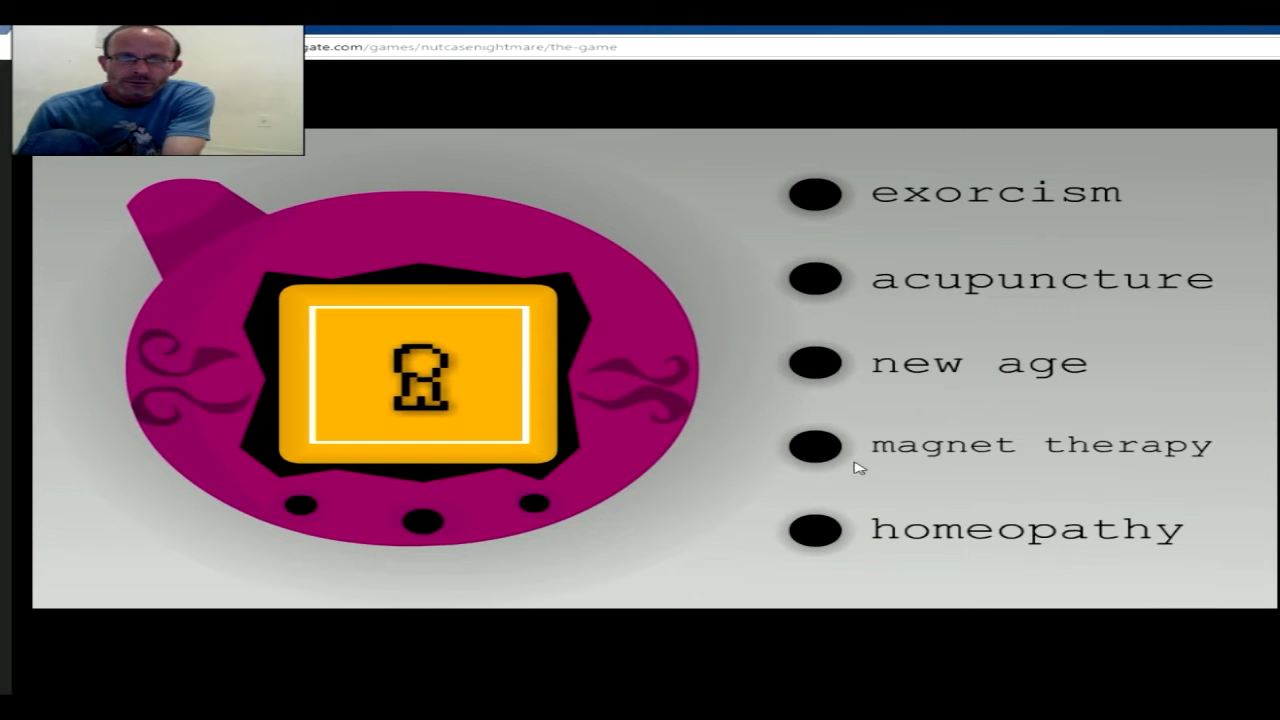 gate.com/games/nutcasenightmare/the-game
exorcism
acupuncture
new age
magnet therapy
homeopathy